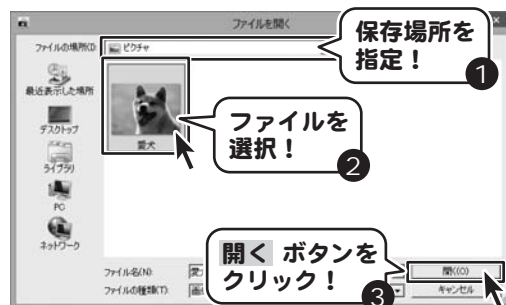 ファイルを開く
ファイルの場所(I):
ピクチャ
保存場所を
指定！
1
最近表示した場所
デスクトップ
ライブラリ
PC
ネットワーク
愛犬
ファイルを
選択！
2
ファイル名(N):
ファイルの種類(T):
開く ボタンを
クリック！
3
開く(O)
キャンセル